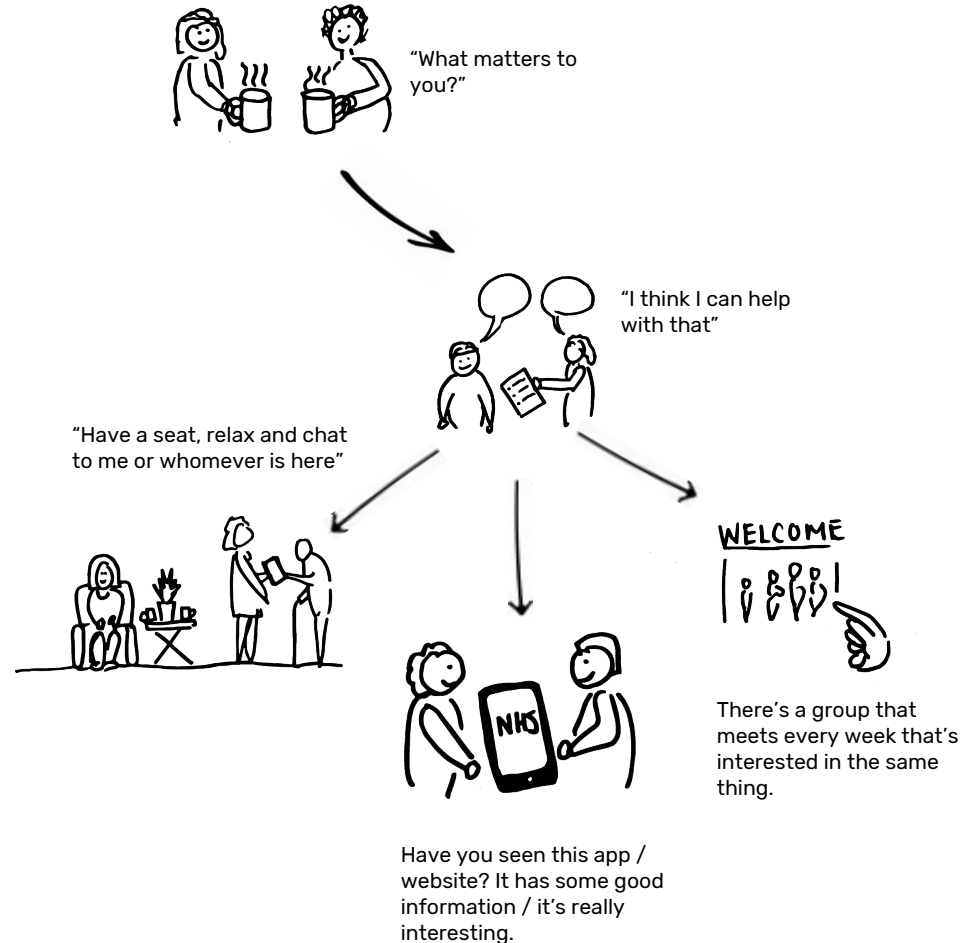 “What matters to
you?”
“I think I can help
with that”
“Have a seat, relax and chat
to me or whomever is here”
WELCOME
NHS
There’s a group that
meets every week that’s
interested in the same
thing.
Have you seen this app /
website? It has some good
information / it’s really
interesting.